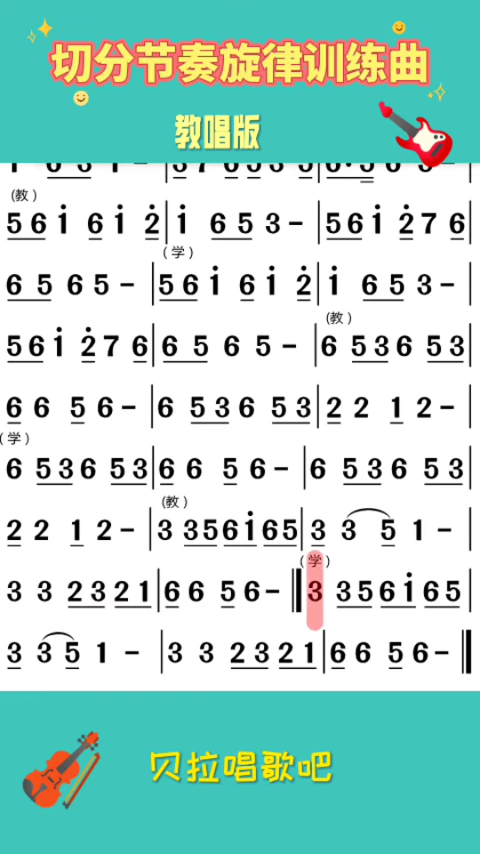 切分节奏旋律训练曲
教唱版
（教）
5 6 i 6 i 2̇ | i 6 5 3 – | 5 6 i 2̇ 7 6 |
（学）
6 5 6 5 – | 5 6 i 6 i 2̇ | i 6 5 3 – |
（教）
5 6 i 2̇ 7 6 | 6 5 6 5 – | 6 5 3 6 5 3 |
6 6 5 6 – | 6 5 3 6 5 3 | 2 2 1 2 – |
（学）
6 5 3 6 5 3 | 6 6 5 6 – | 6 5 3 6 5 3 |
（教）
2 2 1 2 – | 3 3 5 6 i 6 5 | 3 3 5 1 – |
（学）
3 3 2 3 2 1 | 6 6 5 6 – ‖ 3 3 5 6 i 6 5 |
3 3 5 1 – | 3 3 2 3 2 1 | 6 6 5 6 – ‖
贝拉唱歌吧